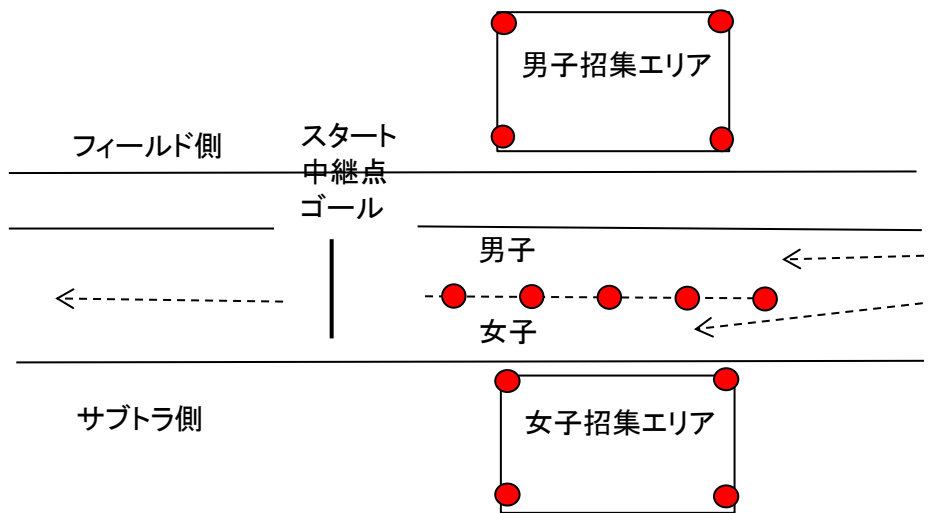 男子招集エリア
フィールド側
スタート
中継点
ゴール
男子
女子
サブトラ側
女子招集エリア